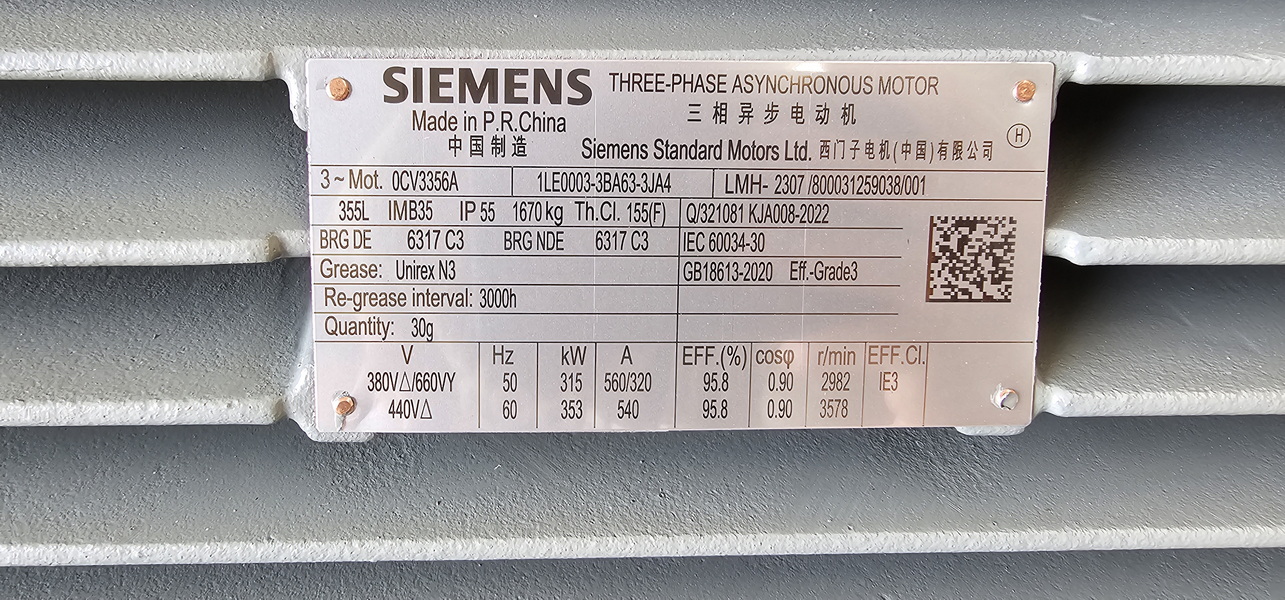 SIEMENS THREE-PHASE ASYNCHRONOUS MOTOR
Made in P.R.China 三相异步电动机
中国制造 Siemens Standard Motors Ltd. 西门子电机(中国)有限公司
H
3~Mot. 0CV3356A 1LE0003-3BA63-3JA4 LMH- 2307 /800031259038/001
355L IMB35 IP 55 1670kg Th.Cl. 155(F) Q/321081 KJA008-2022
BRG DE 6317 C3 BRG NDE 6317 C3 IEC 60034-30
Grease: Unirex N3 GB18613-2020 Eff.-Grade3
Re-grease interval: 3000h
Quantity: 30g
V Hz kW A EFF.(%) cosφ r/min EFF.Cl.
380V△/660VY 50 315 560/320 95.8 0.90 2982 IE3
440V△ 60 353 540 95.8 0.90 3578